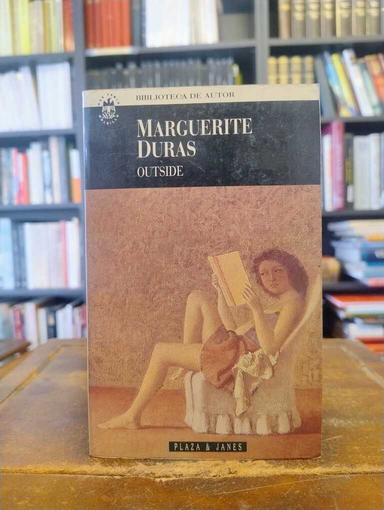 BIBLIOTECA DE AUTOR
MARGUERITE
DURAS
OUTSIDE
PLAZA & JANES